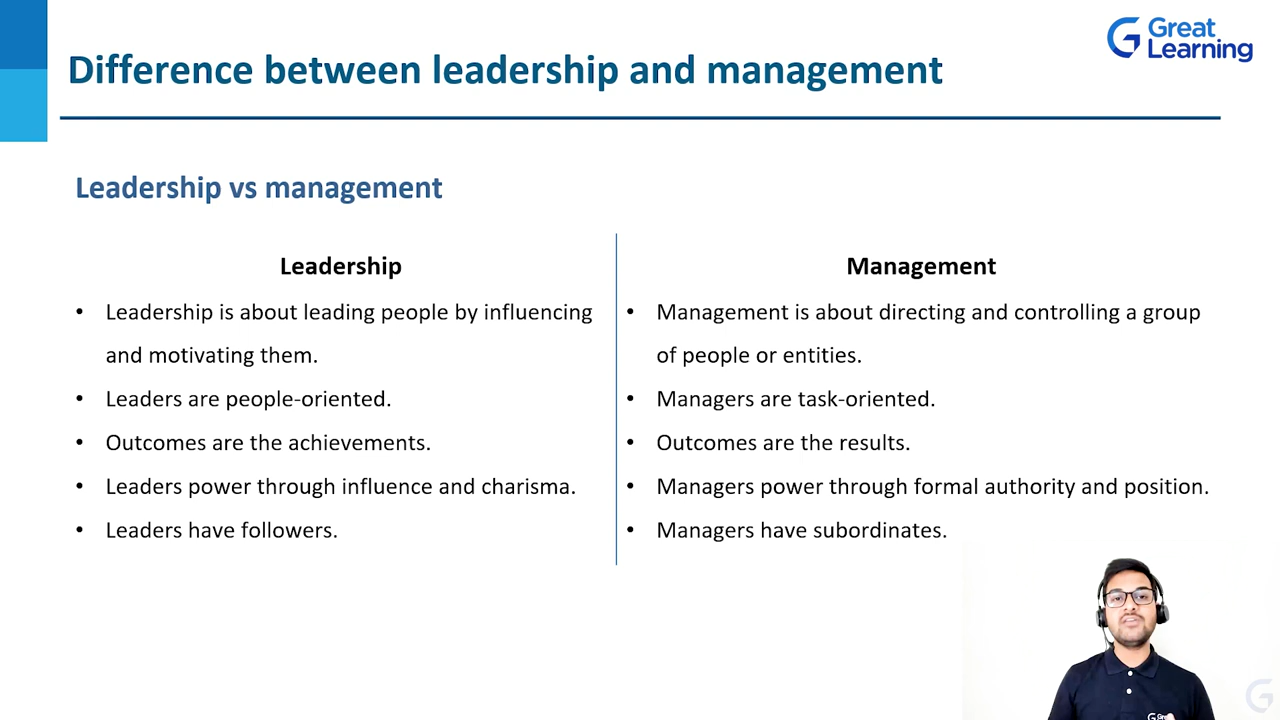 Great
Learning
Difference between leadership and management
Leadership vs management
Leadership
• Leadership is about leading people by influencing
and motivating them.
• Leaders are people-oriented.
• Outcomes are the achievements.
• Leaders power through influence and charisma.
• Leaders have followers.
Management
• Management is about directing and controlling a group
of people or entities.
• Managers are task-oriented.
• Outcomes are the results.
• Managers power through formal authority and position.
• Managers have subordinates.